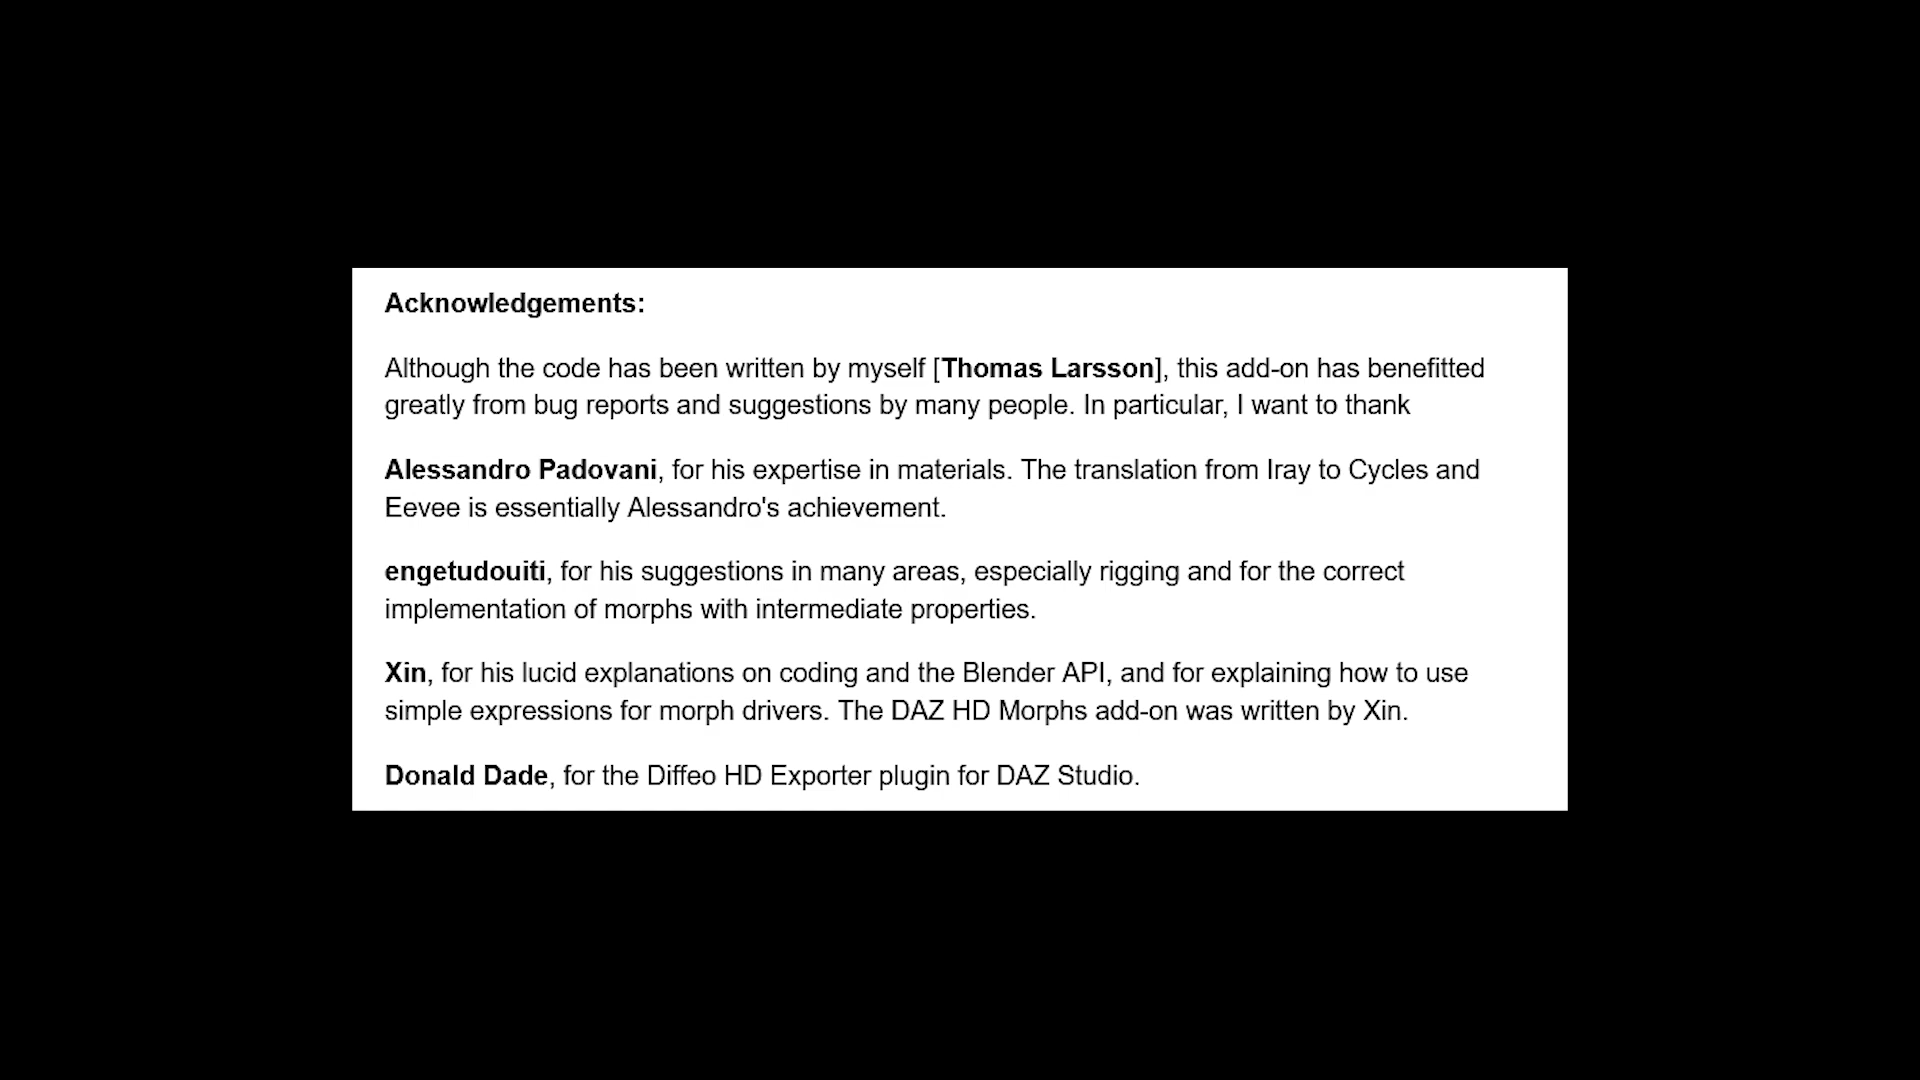 Acknowledgements:
Although the code has been written by myself [Thomas Larsson], this add-on has benefitted
greatly from bug reports and suggestions by many people. In particular, I want to thank
Alessandro Padovani, for his expertise in materials. The translation from Iray to Cycles and
Eevee is essentially Alessandro's achievement.
engetudouiti, for his suggestions in many areas, especially rigging and for the correct
implementation of morphs with intermediate properties.
Xin, for his lucid explanations on coding and the Blender API, and for explaining how to use
simple expressions for morph drivers. The DAZ HD Morphs add-on was written by Xin.
Donald Dade, for the Diffeo HD Exporter plugin for DAZ Studio.